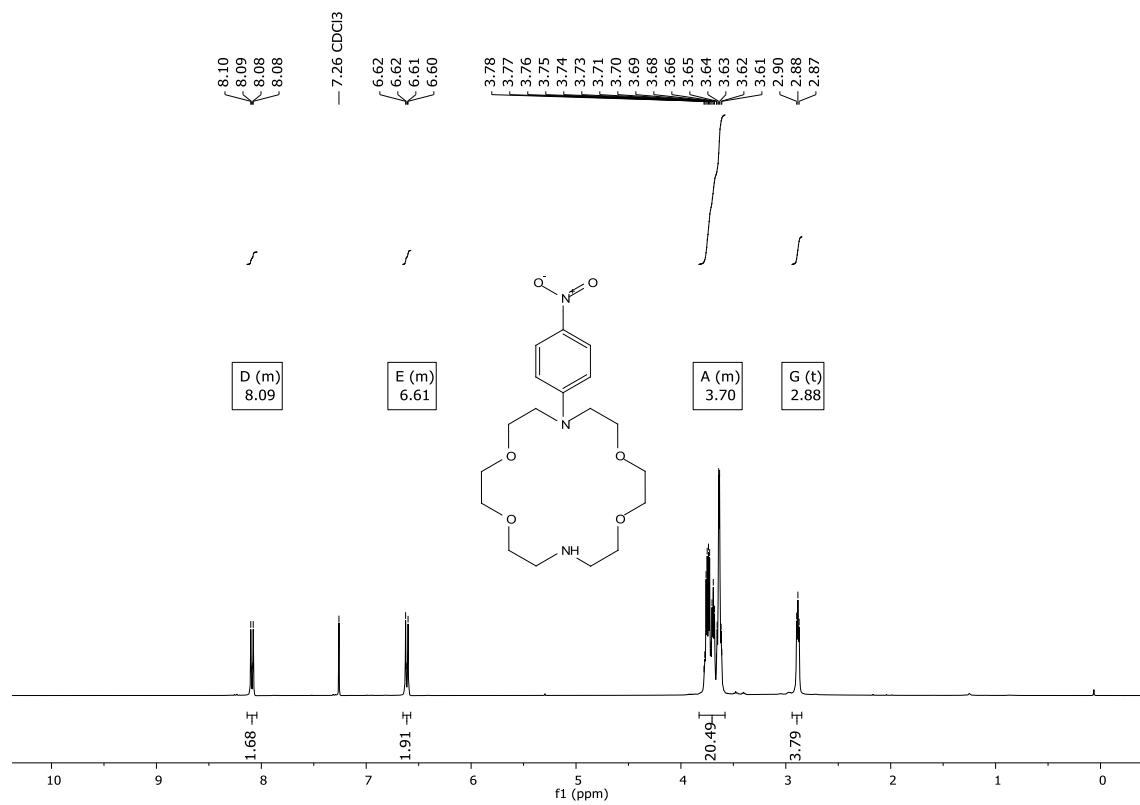 8.10
8.09
8.08
8.08
7.26 CDCl3
6.62
6.62
6.61
6.60
3.78
3.77
3.76
3.75
3.74
3.73
3.71
3.70
3.69
3.68
3.66
3.65
3.64
3.63
3.62
3.61
2.90
2.88
2.87
O-
N+
O
D (m)
8.09
E (m)
6.61
A (m)
3.70
G (t)
2.88
N
O
O
O
O
NH
1.68
1.91
20.49
3.79
10 9 8 7 6 5 4 3 2 1 0
f1 (ppm)